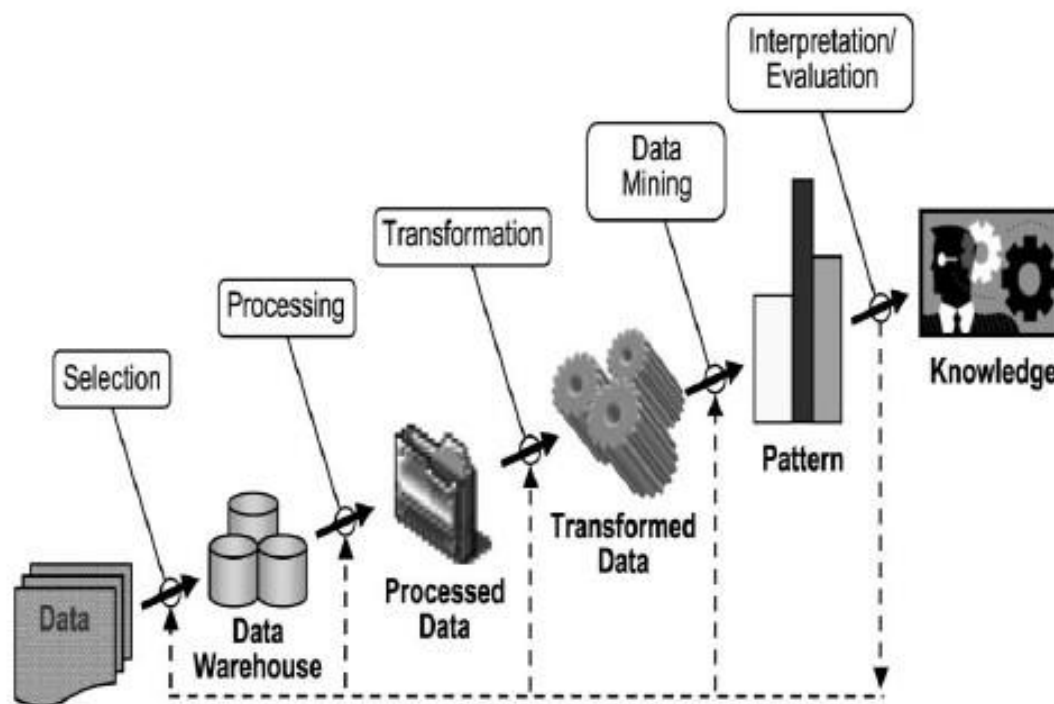 Interpretation/
Evaluation
Data
Mining
Transformation
Processing
Selection
Data
Data
Warehouse
Processed
Data
Transformed
Data
Pattern
Knowledge